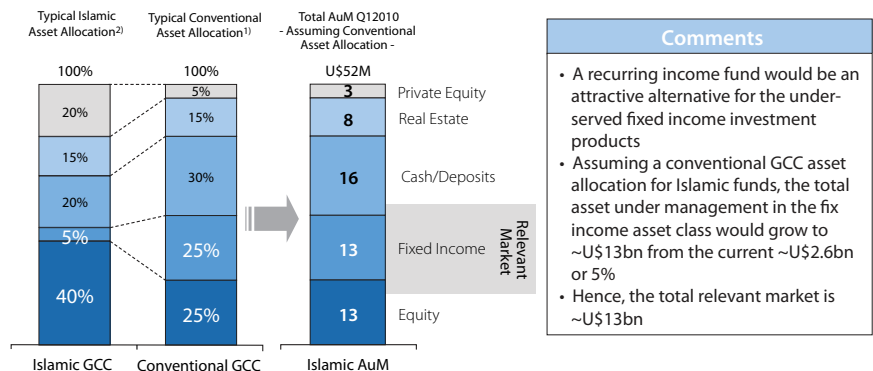 Typical Islamic
Asset Allocation2)
Typical Conventional
Asset Allocation1)
Total AuM Q12010
- Assuming Conventional
Asset Allocation -
100%
100%
U$52M
20%
15%
20%
5%
40%
5%
15%
30%
25%
25%
3
8
16
13
13
Private Equity
Real Estate
Cash/Deposits
Fixed Income
Equity
Relevant
Market
Islamic GCC
Conventional GCC
Islamic AuM
Comments
• A recurring income fund would be an
attractive alternative for the under-
served fixed income investment
products
• Assuming a conventional GCC asset
allocation for Islamic funds, the total
asset under management in the fix
income asset class would grow to
~U$13bn from the current ~U$2.6bn
or 5%
• Hence, the total relevant market is
~U$13bn